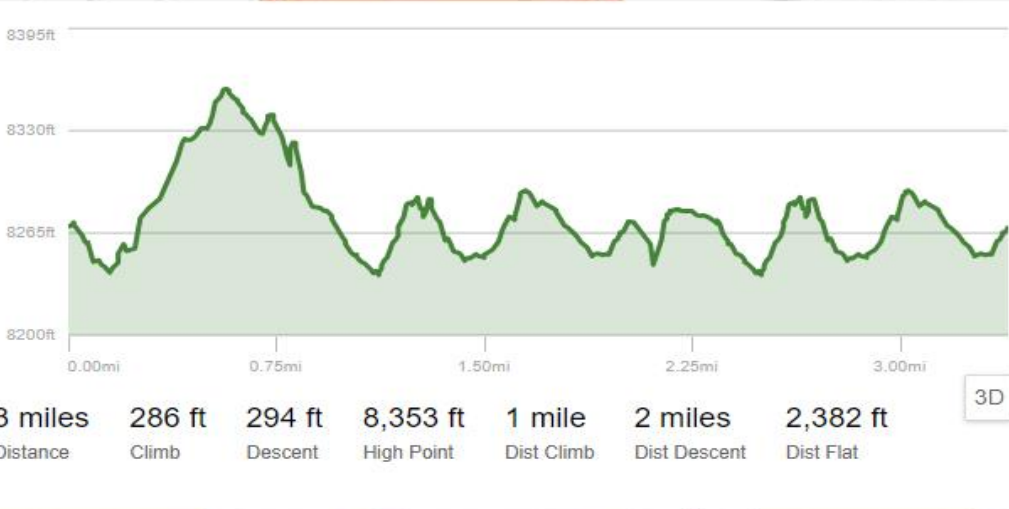 8395ft
8330ft
8265ft
8200ft
0.00mi 0.75mi 1.50mi 2.25mi 3.00mi
3D
3 miles 286 ft 294 ft 8,353 ft 1 mile 2 miles 2,382 ft
Distance Climb Descent High Point Dist Climb Dist Descent Dist Flat